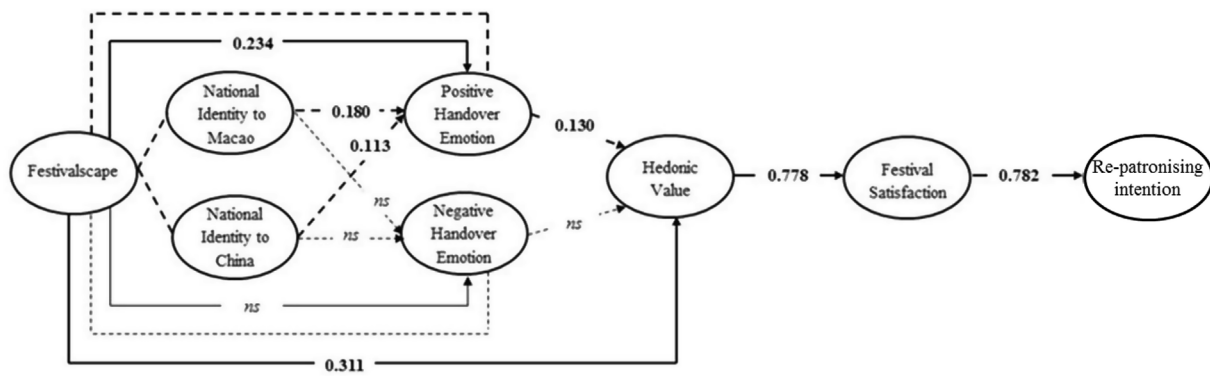 0.234
National
Identity to
Macao
0.180
Positive
Handover
Emotion
0.130
0.113
Festivalscape
Hedonic
Value
0.778
Festival
Satisfaction
0.782
Re-patronising
intention
National
Identity to
China
ns
Negative
Handover
Emotion
ns
ns
0.311